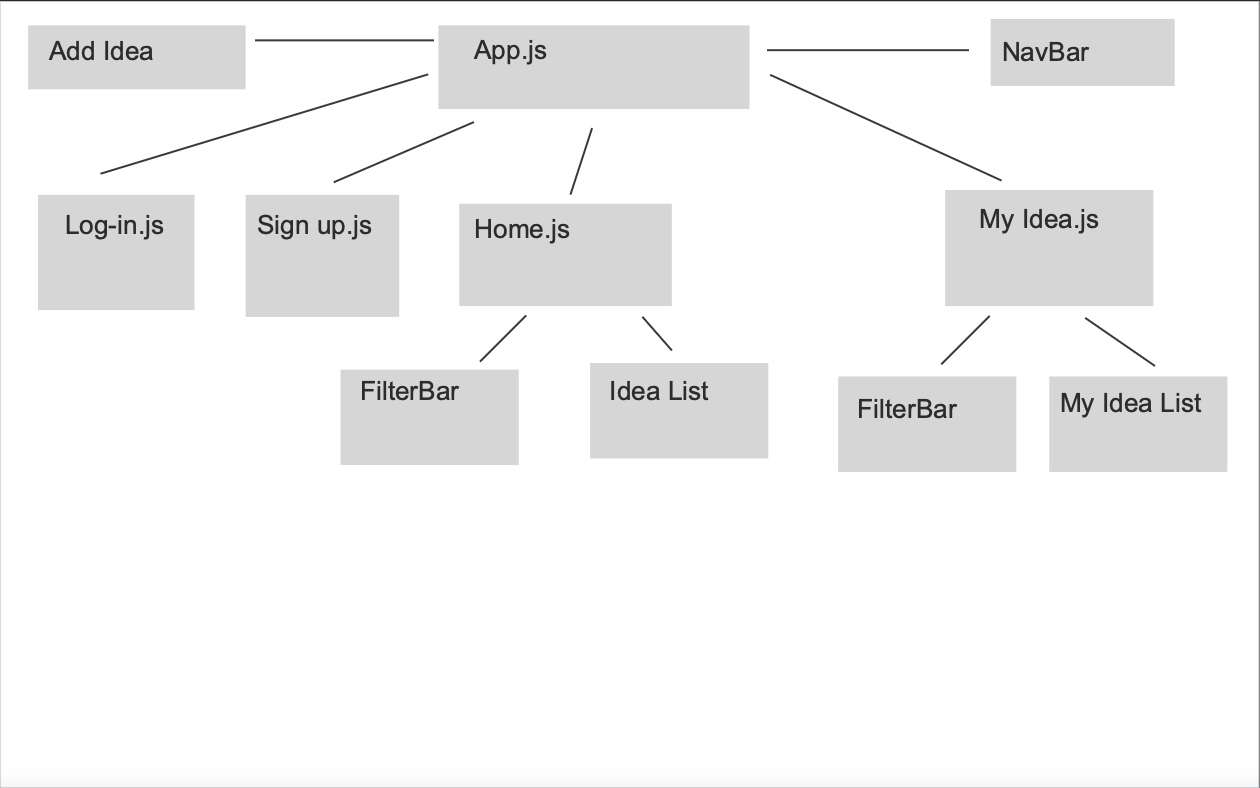 Add Idea
App.js
NavBar
Log-in.js
Sign up.js
Home.js
My Idea.js
FilterBar
Idea List
FilterBar
My Idea List